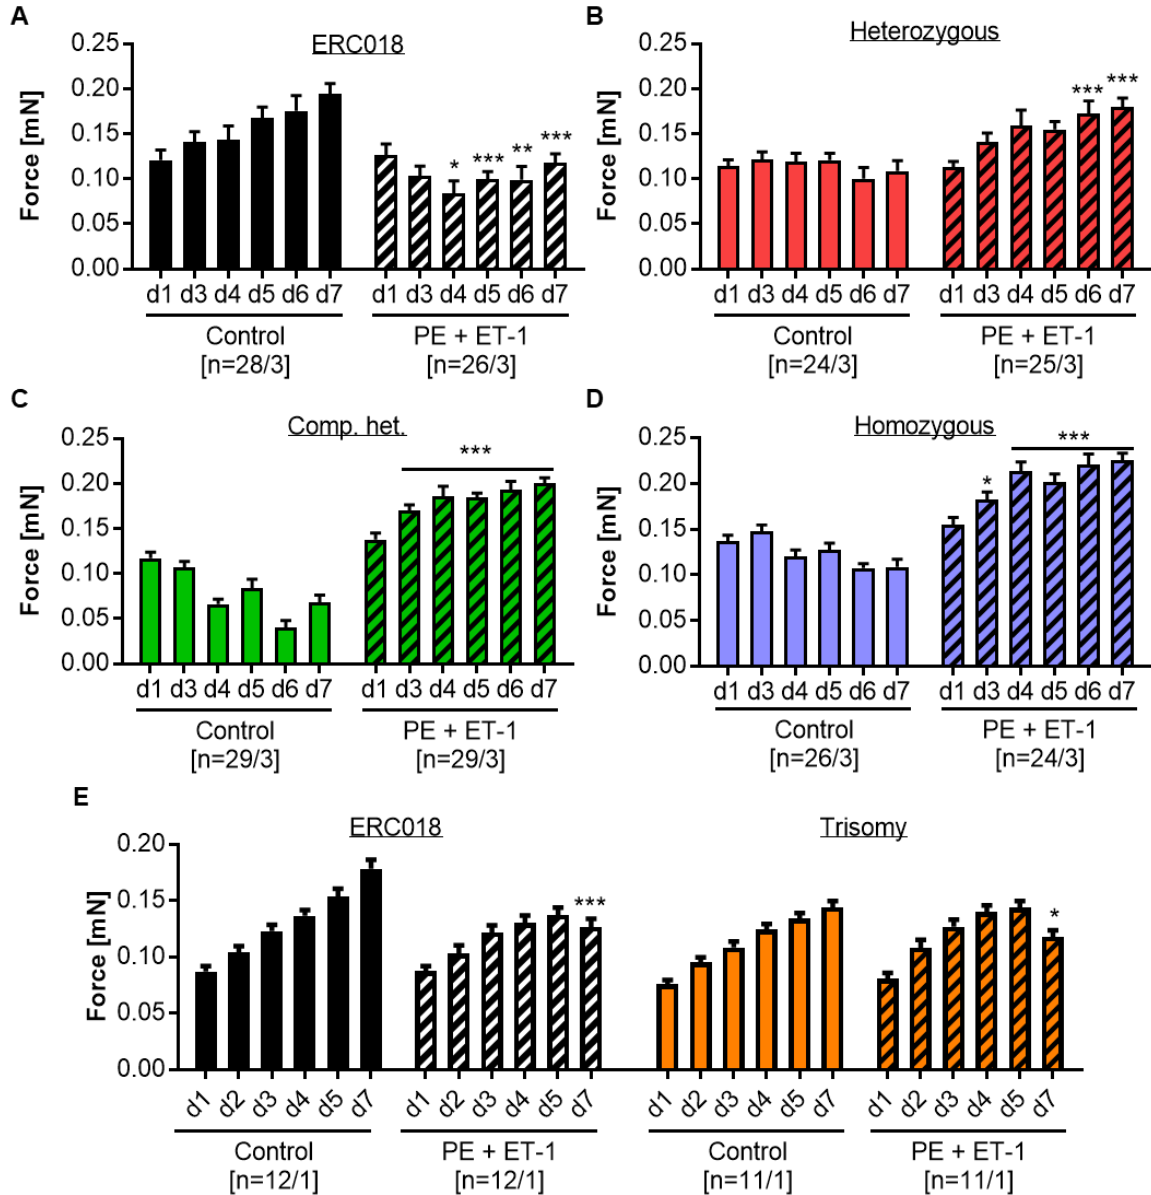 A
ERC018
Force [mN]
0.25
0.20
0.15
0.10
0.05
0.00
* *** ** ***
d1 d3 d4 d5 d6 d7 d1 d3 d4 d5 d6 d7
Control PE + ET-1
[n=28/3] [n=26/3]
B
Heterozygous
Force [mN]
0.25
0.20
0.15
0.10
0.05
0.00
*** ***
d1 d3 d4 d5 d6 d7 d1 d3 d4 d5 d6 d7
Control PE + ET-1
[n=24/3] [n=25/3]
C
Comp. het.
Force [mN]
0.25
0.20
0.15
0.10
0.05
0.00
***
d1 d3 d4 d5 d6 d7 d1 d3 d4 d5 d6 d7
Control PE + ET-1
[n=29/3] [n=29/3]
D
Homozygous
Force [mN]
0.25
0.20
0.15
0.10
0.05
0.00
* ***
d1 d3 d4 d5 d6 d7 d1 d3 d4 d5 d6 d7
Control PE + ET-1
[n=26/3] [n=24/3]
E
ERC018 Trisomy
Force [mN]
0.20
0.15
0.10
0.05
0.00
*** *
d1 d2 d3 d4 d5 d7 d1 d2 d3 d4 d5 d7 d1 d2 d3 d4 d5 d7 d1 d2 d3 d4 d5 d7
Control PE + ET-1 Control PE + ET-1
[n=12/1] [n=12/1] [n=11/1] [n=11/1]